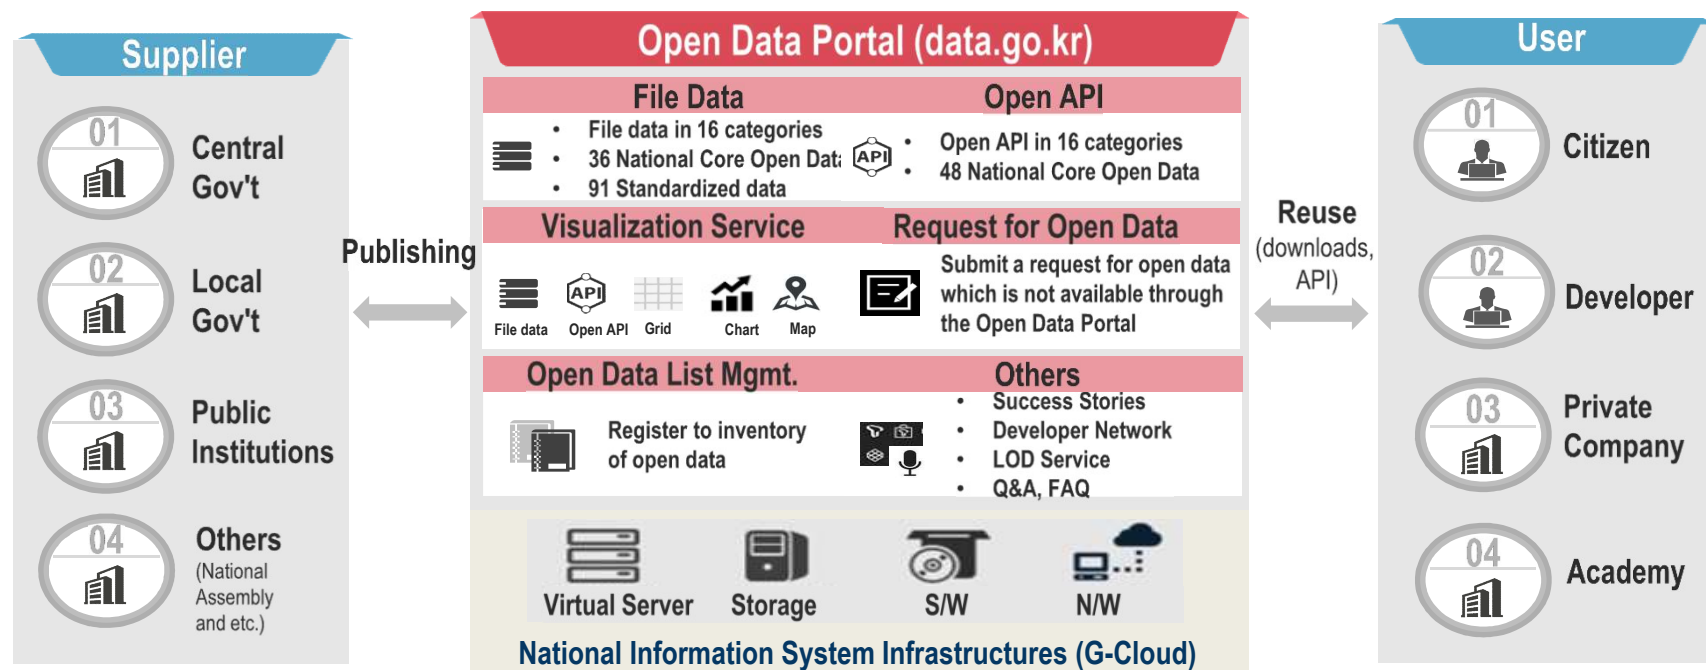 Supplier
01
Central
Gov't
02
Local
Gov't
03
Public
Institutions
04
Others
(National
Assembly
and etc.)
Publishing
Open Data Portal (data.go.kr)
File Data
• File data in 16 categories
• 36 National Core Open Data
• 91 Standardized data
Open API
API
• Open API in 16 categories
• 48 National Core Open Data
Visualization Service
API
File data
Open API
Grid
Chart
Map
Request for Open Data
Submit a request for open data
which is not available through
the Open Data Portal
Open Data List Mgmt.
Register to inventory
of open data
Others
• Success Stories
• Developer Network
• LOD Service
• Q&A, FAQ
Virtual Server
Storage
S/W
N/W
National Information System Infrastructures (G-Cloud)
Reuse
(downloads,
API)
User
01
Citizen
02
Developer
03
Private
Company
04
Academy